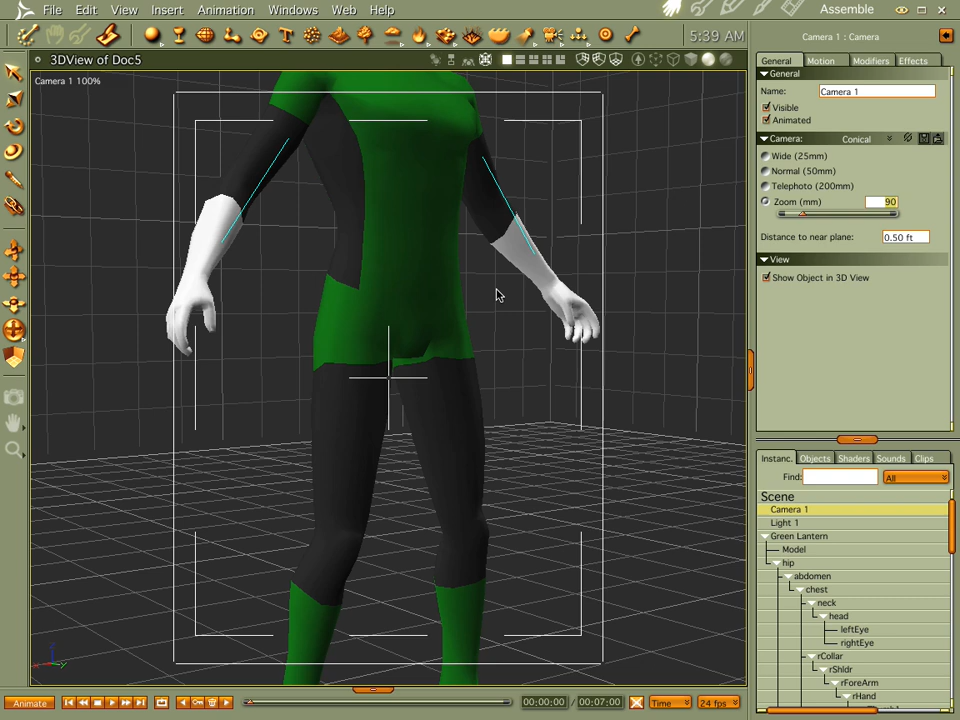 File Edit View Insert Animation Windows Web Help
Assemble
5:39 AM
3DView of Doc5
Camera 1 100%
Camera 1 : Camera
General Motion Modifiers Effects
General
Name: Camera 1
Visible
Animated
Camera: Conical
Wide (25mm)
Normal (50mm)
Telephoto (200mm)
Zoom (mm) 90
Distance to near plane: 0.50 ft
View
Show Object in 3D View
Instanc. Objects Shaders Sounds Clips
Find: All
Scene
Camera 1
Light 1
Green Lantern
Model
hip
abdomen
chest
neck
head
leftEye
rightEye
rCollar
rShldr
rForeArm
rHand
Animate 00:00:00 / 00:07:00 Time 24 fps